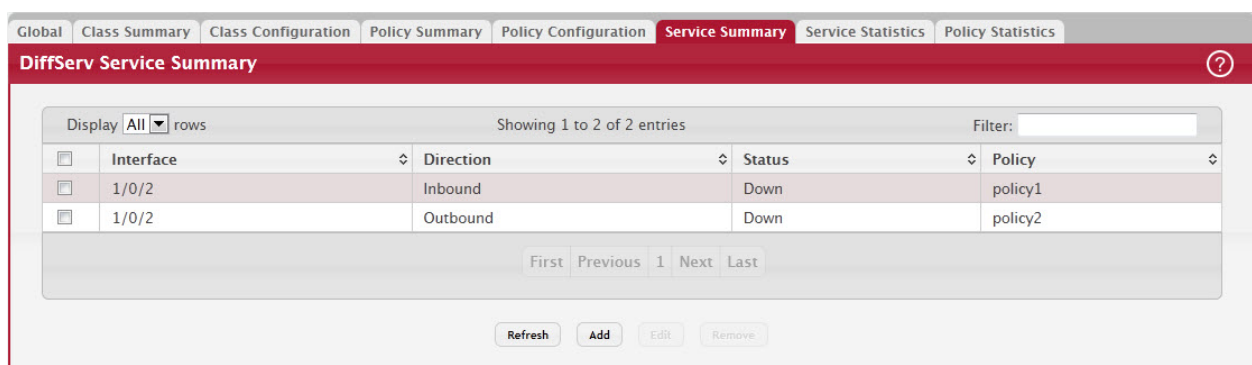 Global Class Summary Class Configuration Policy Summary Policy Configuration Service Summary Service Statistics Policy Statistics
DiffServ Service Summary ?
Display All rows Showing 1 to 2 of 2 entries Filter:
Interface Direction Status Policy
1/0/2 Inbound Down policy1
1/0/2 Outbound Down policy2
First Previous 1 Next Last
Refresh Add Edit Remove